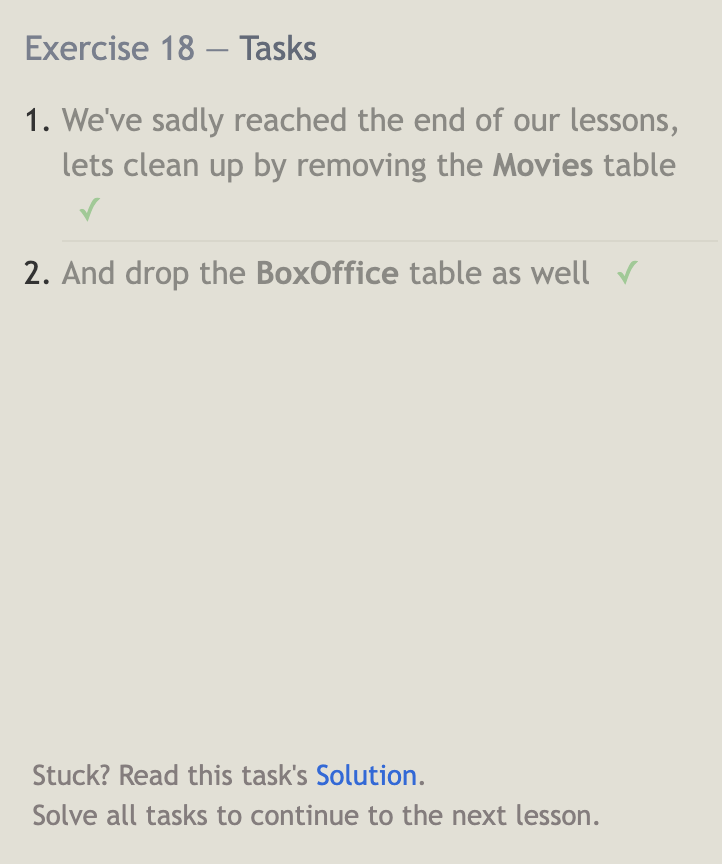 Exercise 18 — Tasks
1. We've sadly reached the end of our lessons,
lets clean up by removing the Movies table
✓
2. And drop the BoxOffice table as well ✓
Stuck? Read this task's Solution.
Solve all tasks to continue to the next lesson.